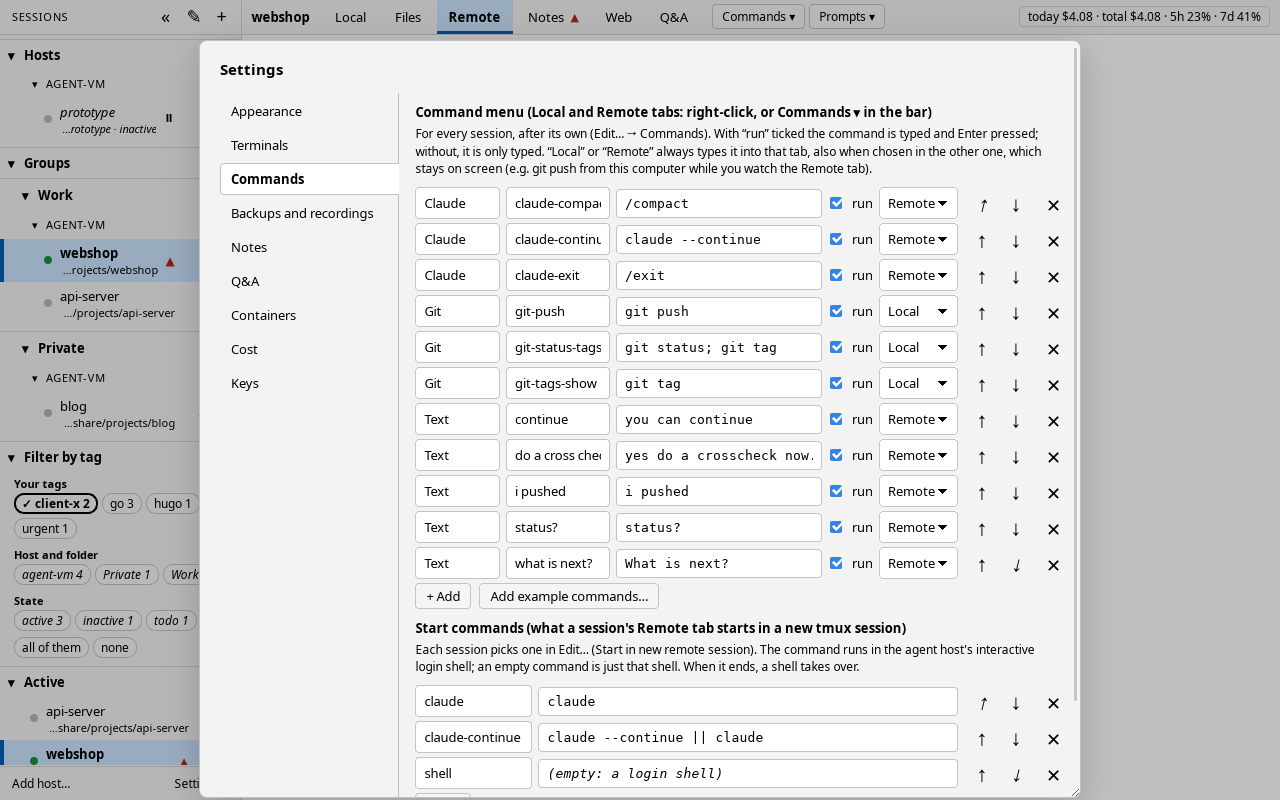 SESSIONS « ✎ +
webshop Local Files Remote Notes ▲ Web Q&A Commands ▾ Prompts ▾ today $4.08 · total $4.08 · 5h 23% · 7d 41%
▼ Hosts
▼ AGENT-VM
prototype
...rototype · inactive
▼ Groups
▼ Work
▼ AGENT-VM
webshop
...rojects/webshop ▲
api-server
.../projects/api-server
▼ Private
▼ AGENT-VM
blog
...share/projects/blog
▼ Filter by tag
Your tags
✓ client-x 2 go 3 hugo 1
urgent 1
Host and folder
agent-vm 4 Private 1 Work
State
active 3 inactive 1 todo 1
all of them none
▼ Active
api-server
...share/projects/api-server
webshop ▲
Add host... Setti
Settings
Appearance
Terminals
Commands
Backups and recordings
Notes
Q&A
Containers
Cost
Keys
Command menu (Local and Remote tabs: right-click, or Commands ▾ in the bar)
For every session, after its own (Edit... → Commands). With “run” ticked the command is typed and Enter pressed;
without, it is only typed. “Local” or “Remote” always types it into that tab, also when chosen in the other one, which
stays on screen (e.g. git push from this computer while you watch the Remote tab).
Claude claude-compac /compact run Remote ↑ ↓ ✕
Claude claude-continu claude --continue run Remote ↑ ↓ ✕
Claude claude-exit /exit run Remote ↑ ↓ ✕
Git git-push git push run Local ↑ ↓ ✕
Git git-status-tags git status; git tag run Local ↑ ↓ ✕
Git git-tags-show git tag run Local ↑ ↓ ✕
Text continue you can continue run Remote ↑ ↓ ✕
Text do a cross chec yes do a crosscheck now. run Remote ↑ ↓ ✕
Text i pushed i pushed run Remote ↑ ↓ ✕
Text status? status? run Remote ↑ ↓ ✕
Text what is next? What is next? run Remote ↑ ↓ ✕
+ Add Add example commands...
Start commands (what a session's Remote tab starts in a new tmux session)
Each session picks one in Edit... (Start in new remote session). The command runs in the agent host's interactive
login shell; an empty command is just that shell. When it ends, a shell takes over.
claude claude ↑ ↓ ✕
claude-continue claude --continue || claude ↑ ↓ ✕
shell (empty: a login shell) ↑ ↓ ✕